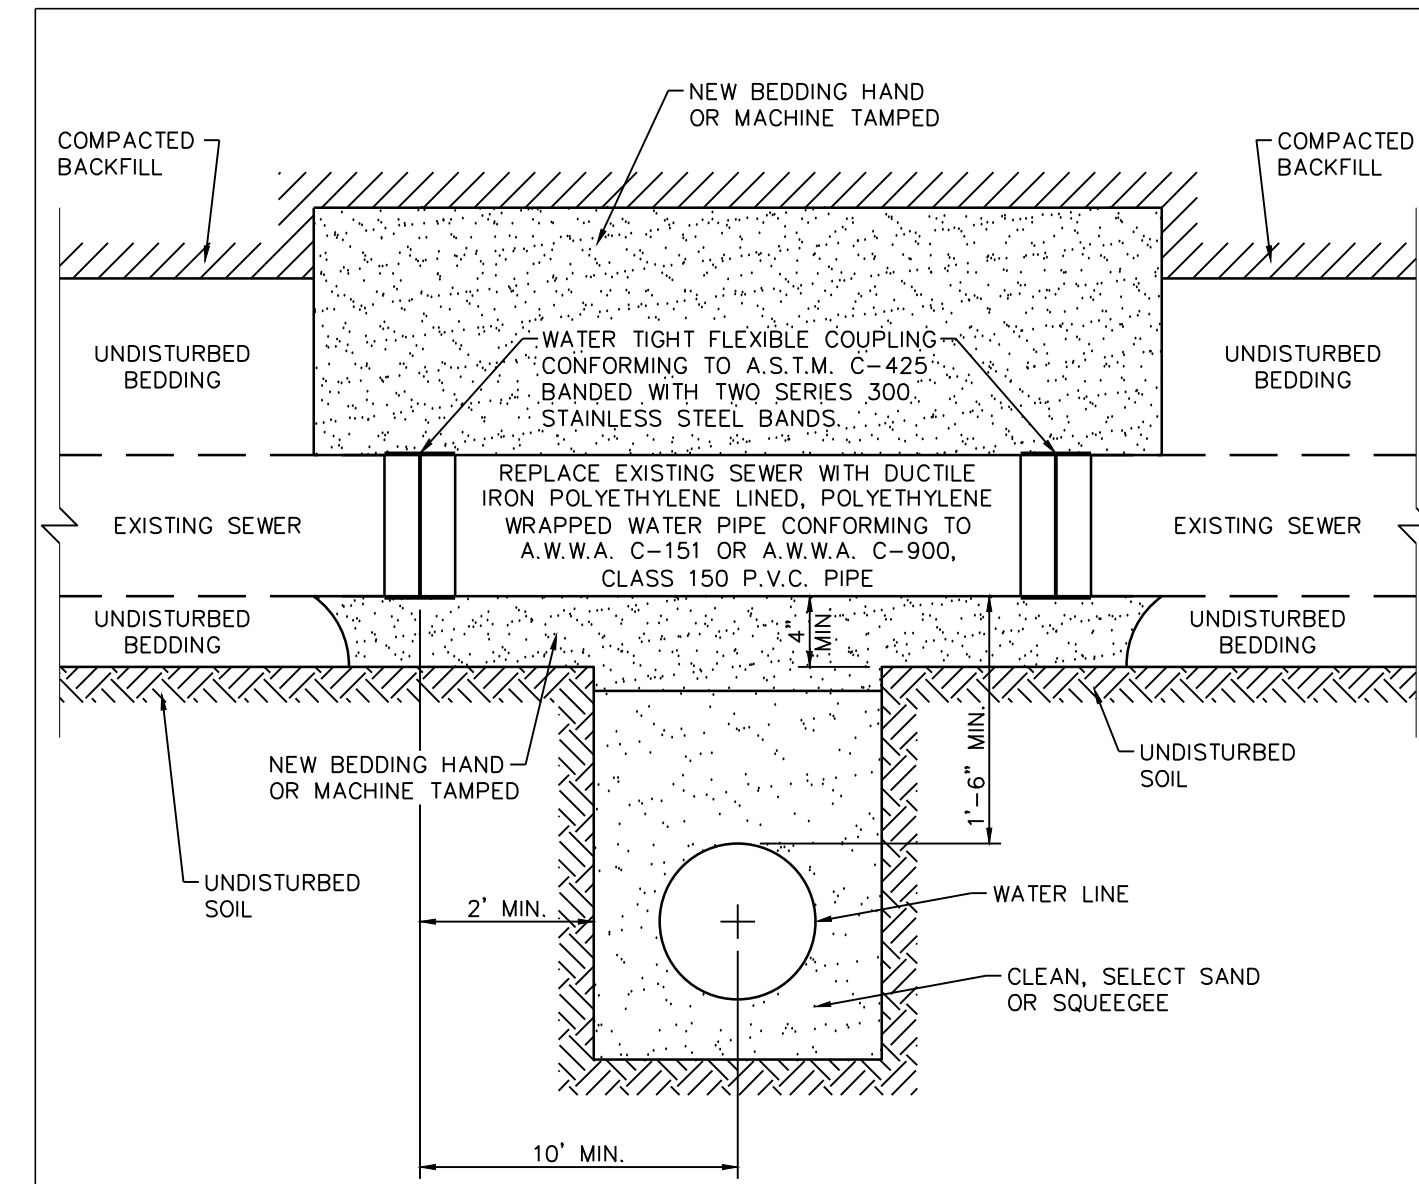 NEW BEDDING HAND
OR MACHINE TAMPED
COMPACTED
BACKFILL
COMPACTED
BACKFILL
WATER TIGHT FLEXIBLE COUPLING
CONFORMING TO A.S.T.M. C-425
BANDED WITH TWO SERIES 300
STAINLESS STEEL BANDS.
UNDISTURBED
BEDDING
UNDISTURBED
BEDDING
REPLACE EXISTING SEWER WITH DUCTILE
IRON POLYETHYLENE LINED, POLYETHYLENE
WRAPPED WATER PIPE CONFORMING TO
A.W.W.A. C-151 OR A.W.W.A. C-900,
CLASS 150 P.V.C. PIPE
EXISTING SEWER
EXISTING SEWER
UNDISTURBED
BEDDING
4"
MIN
UNDISTURBED
BEDDING
NEW BEDDING HAND
OR MACHINE TAMPED
1'-6" MIN.
UNDISTURBED
SOIL
UNDISTURBED
SOIL
2' MIN.
WATER LINE
CLEAN, SELECT SAND
OR SQUEEGEE
10' MIN.